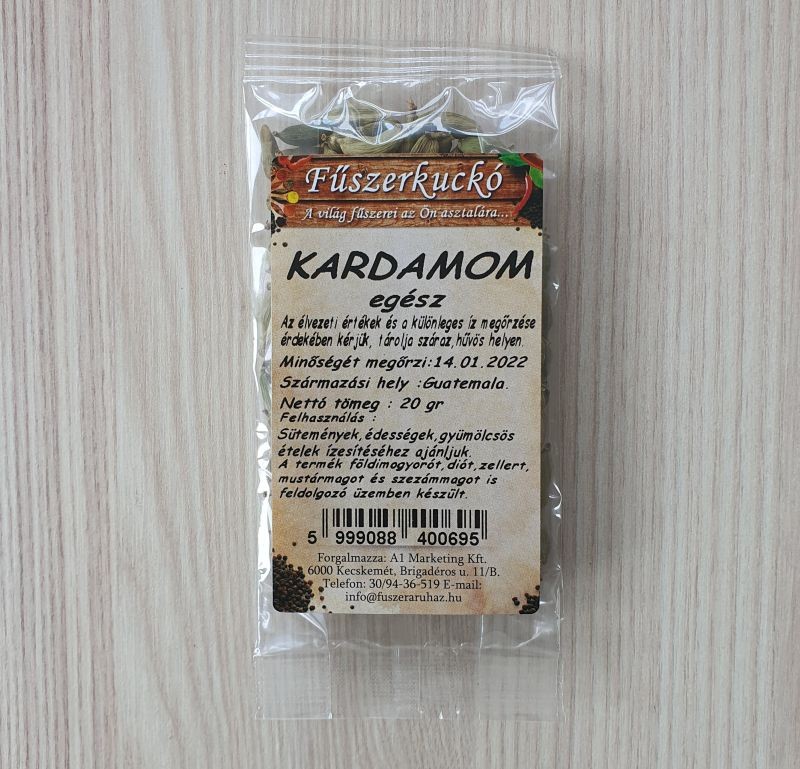 Fűszerkuckó
A világ fűszerei az Ön asztalára...
KARDAMOM
egész
Az élvezeti értékek és a különleges íz megőrzése
érdekében kérjük, tárolja száraz,hűvös helyen.
Minőségét megőrzi:14.01.2022
Származási hely :Guatemala.
Nettó tömeg : 20 gr
Felhasználás :
Sütemények,édességek,gyümölcsös
ételek ízesítéséhez ajánljuk.
A termék földimogyorót,diót,zellert,
mustármagot és szezámmagot is
feldolgozó üzemben készült.
5 999088 400695
Forgalmazza: A1 Marketing Kft.
6000 Kecskemét, Brigadéros u. 11/B.
Telefon: 30/94-36-519 E-mail:
info@fuszeraruhaz.hu